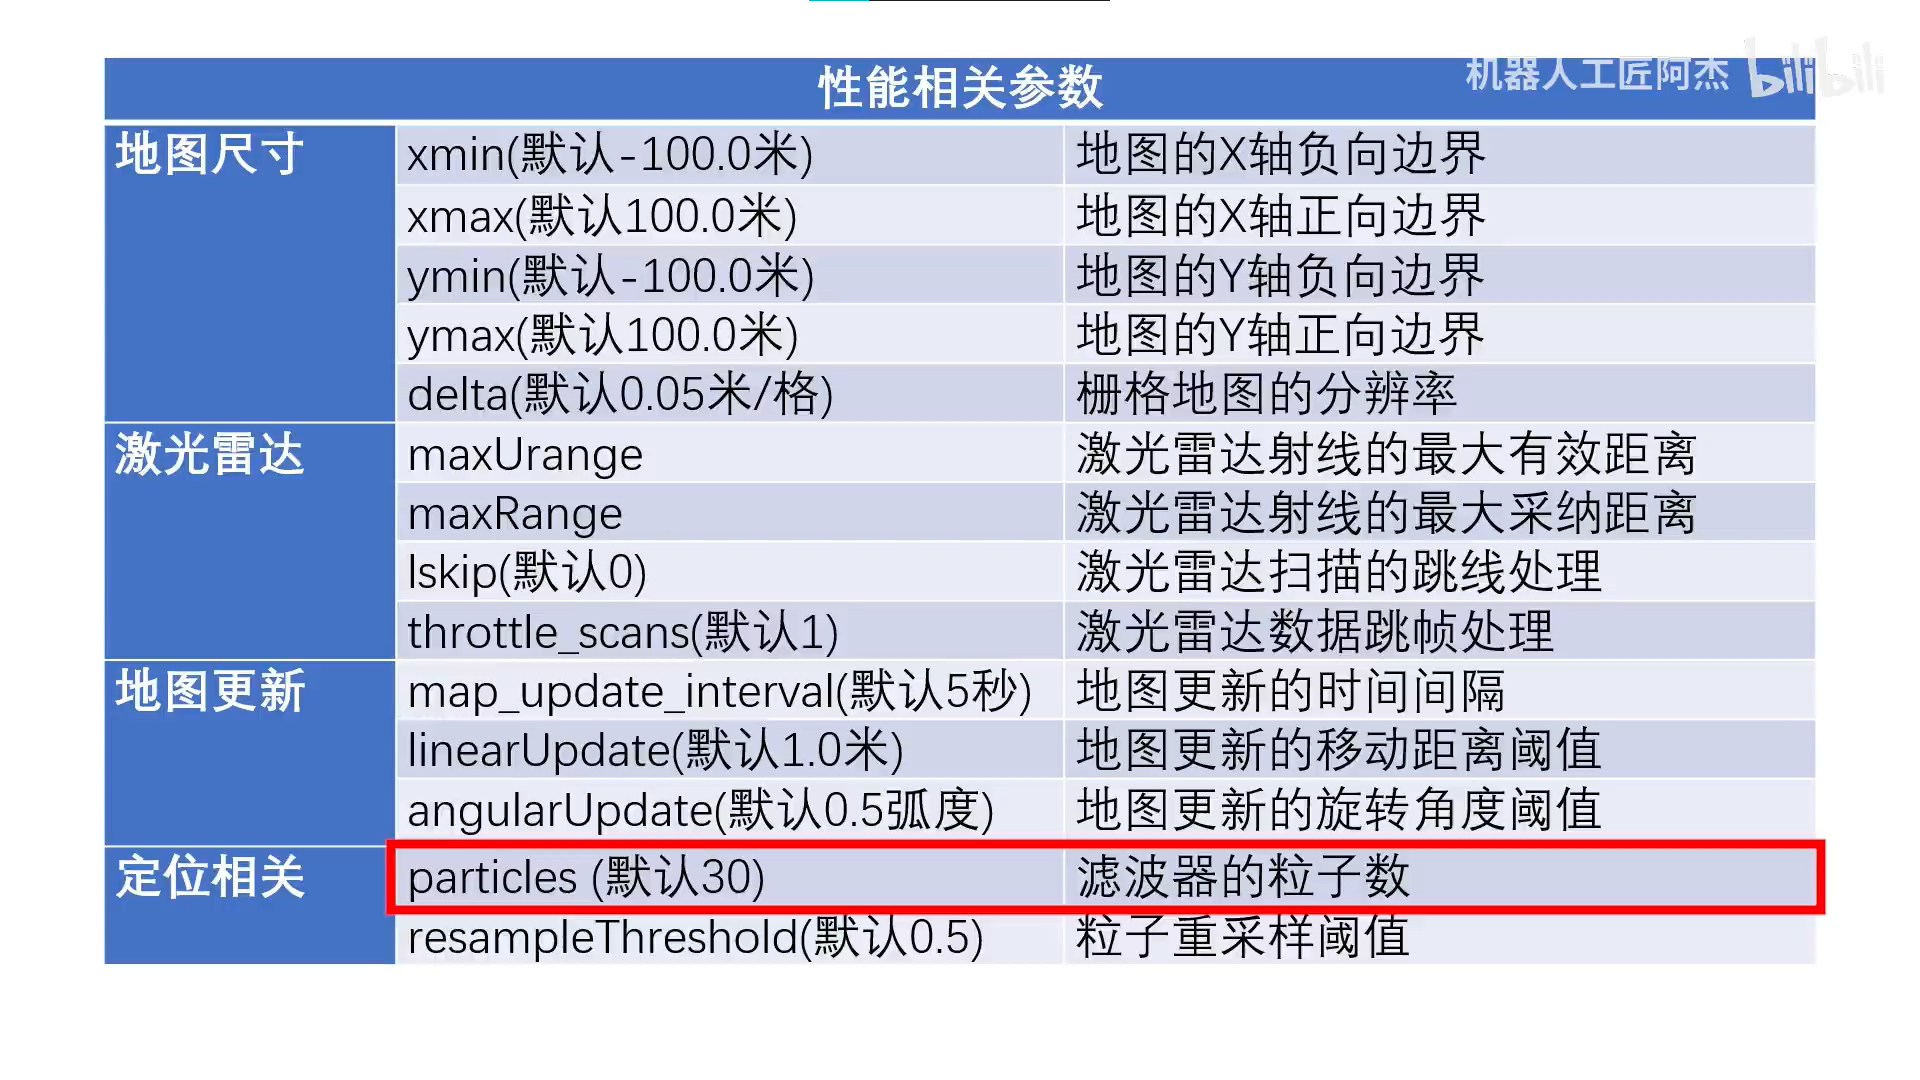 性能相关参数
机器人工匠阿杰 bilibili
地图尺寸 xmin(默认-100.0米) 地图的X轴负向边界
xmax(默认100.0米) 地图的X轴正向边界
ymin(默认-100.0米) 地图的Y轴负向边界
ymax(默认100.0米) 地图的Y轴正向边界
delta(默认0.05米/格) 栅格地图的分辨率
激光雷达 maxUrange 激光雷达射线的最大有效距离
maxRange 激光雷达射线的最大采纳距离
lskip(默认0) 激光雷达扫描的跳线处理
throttle_scans(默认1) 激光雷达数据跳帧处理
地图更新 map_update_interval(默认5秒) 地图更新的时间间隔
linearUpdate(默认1.0米) 地图更新的移动距离阈值
angularUpdate(默认0.5弧度) 地图更新的旋转角度阈值
定位相关 particles (默认30) 滤波器的粒子数
resampleThreshold(默认0.5) 粒子重采样阈值